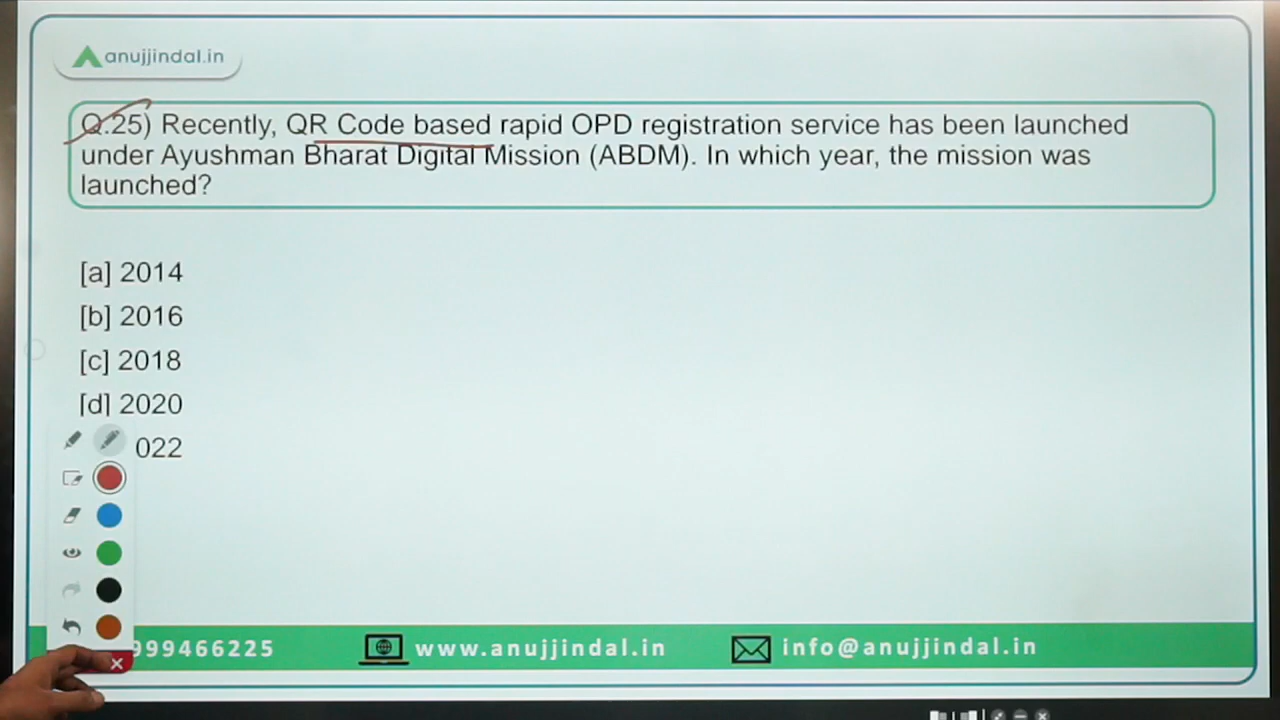 anujjindal.in
Q.25) Recently, QR Code based rapid OPD registration service has been launched
under Ayushman Bharat Digital Mission (ABDM). In which year, the mission was
launched?
[a] 2014
[b] 2016
[c] 2018
[d] 2020
022
999466225 www.anujjindal.in info@anujjindal.in